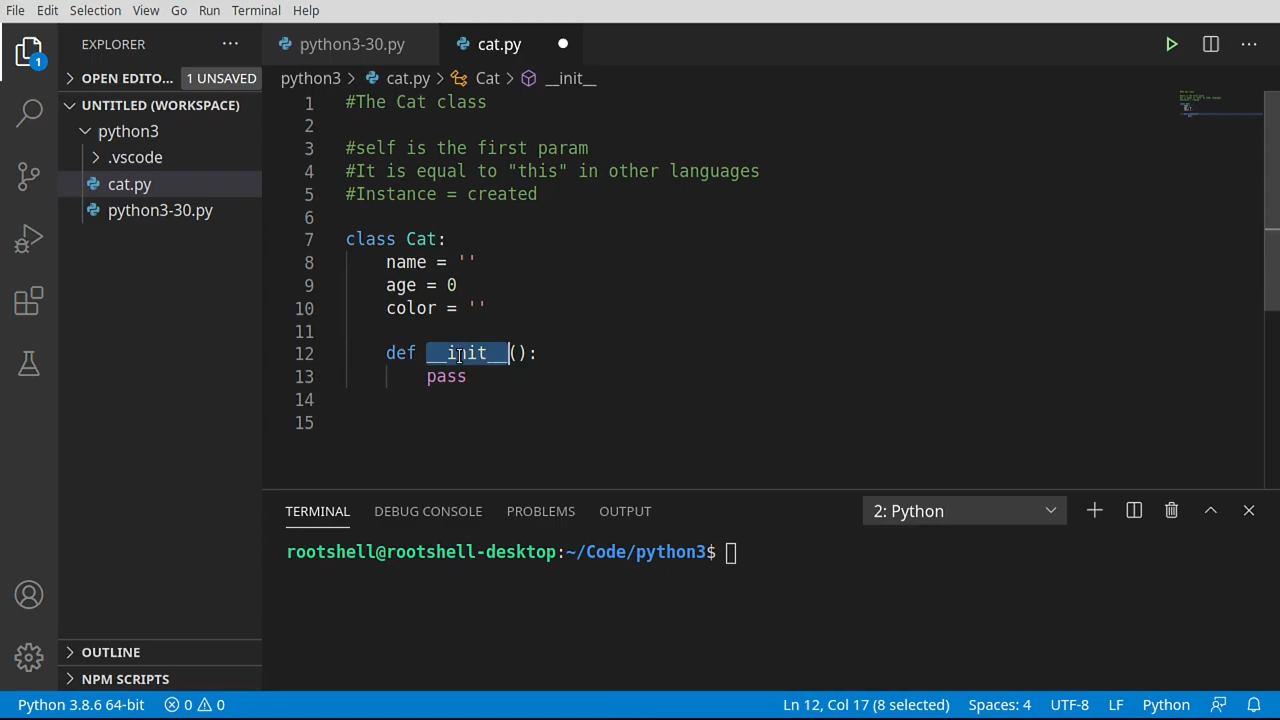 File Edit Selection View Go Run Terminal Help
EXPLORER
python3-30.py
cat.py
1
OPEN EDITO... 1 UNSAVED
python3 > cat.py > Cat > __init__
UNTITLED (WORKSPACE)
python3
.vscode
cat.py
python3-30.py
1 #The Cat class
2
3 #self is the first param
4 #It is equal to "this" in other languages
5 #Instance = created
6
7 class Cat:
8 name = ''
9 age = 0
10 color = ''
11
12 def __init__():
13 pass
14
15
TERMINAL DEBUG CONSOLE PROBLEMS OUTPUT 2: Python
rootshell@rootshell-desktop:~/Code/python3$
OUTLINE
NPM SCRIPTS
Python 3.8.6 64-bit 0 0 Ln 12, Col 17 (8 selected) Spaces: 4 UTF-8 LF Python